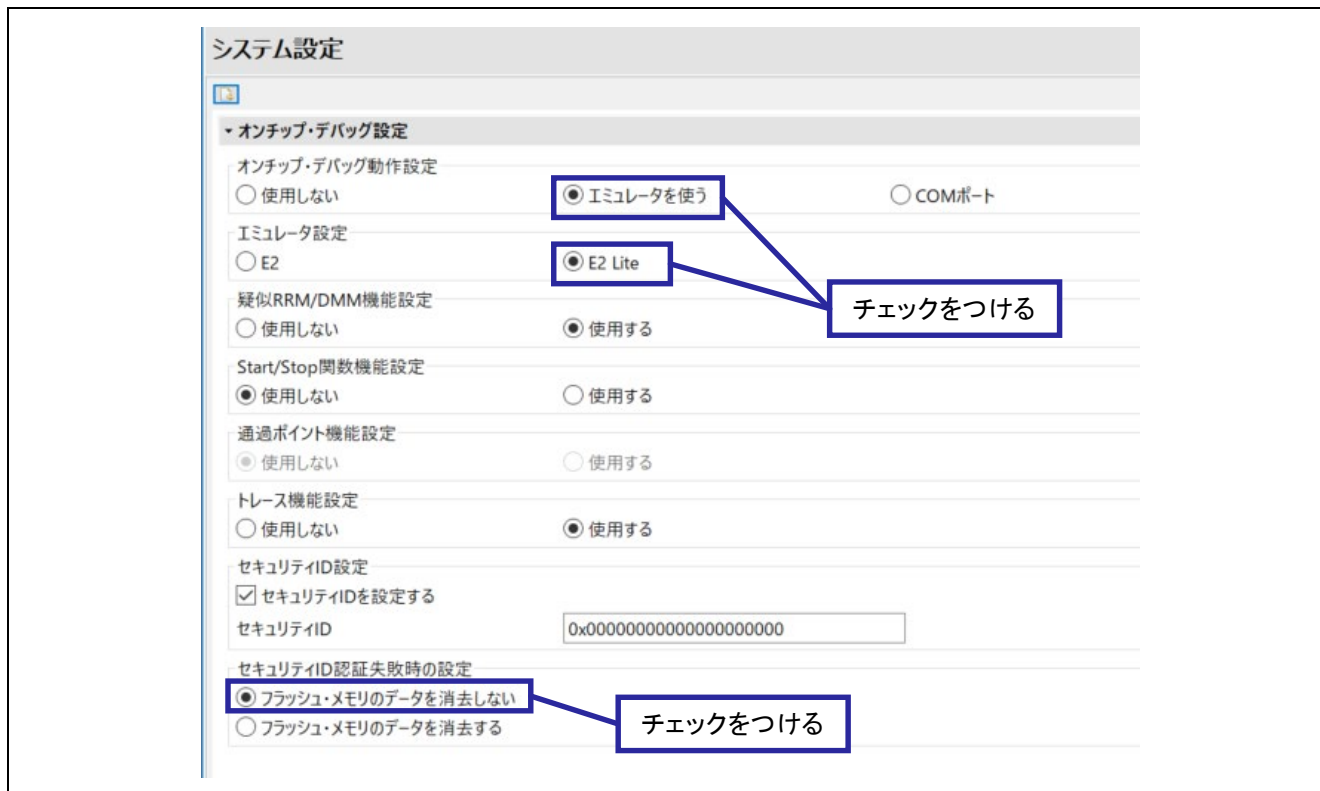 システム設定
オンチップ・デバッグ設定
オンチップ・デバッグ動作設定
使用しない エミュレータを使う COMポート
エミュレータ設定
E2 E2 Lite
チェックをつける
疑似RRM/DMM機能設定
使用しない 使用する
Start/Stop関数機能設定
使用しない 使用する
通過ポイント機能設定
使用しない 使用する
トレース機能設定
使用しない 使用する
セキュリティID設定
セキュリティIDを設定する
セキュリティID 0x00000000000000000000
セキュリティID認証失敗時の設定
フラッシュ・メモリのデータを消去しない
チェックをつける
フラッシュ・メモリのデータを消去する